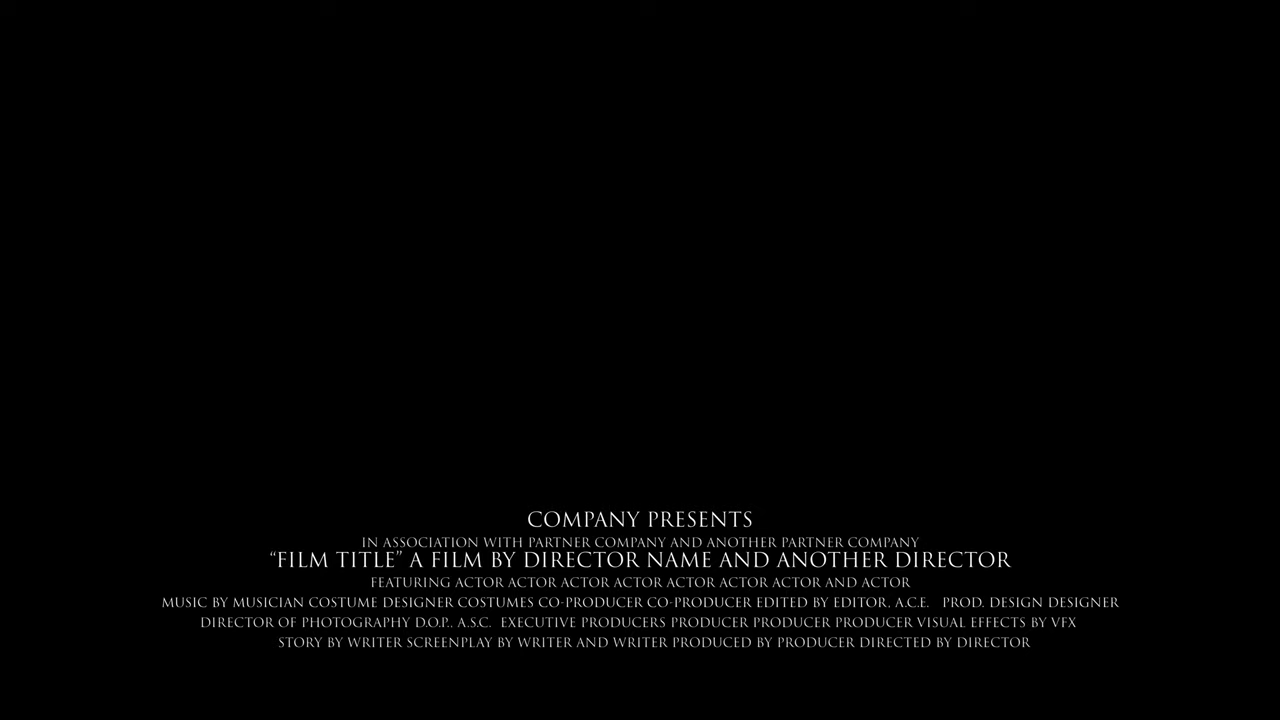 COMPANY PRESENTS
IN ASSOCIATION WITH PARTNER COMPANY AND ANOTHER PARTNER COMPANY
“FILM TITLE” A FILM BY DIRECTOR NAME AND ANOTHER DIRECTOR
FEATURING ACTOR ACTOR ACTOR ACTOR ACTOR ACTOR ACTOR AND ACTOR
MUSIC BY MUSICIAN COSTUME DESIGNER COSTUMES CO-PRODUCER CO-PRODUCER EDITED BY EDITOR, A.C.E. PROD. DESIGN DESIGNER
DIRECTOR OF PHOTOGRAPHY D.O.P., A.S.C. EXECUTIVE PRODUCERS PRODUCER PRODUCER PRODUCER VISUAL EFFECTS BY VFX
STORY BY WRITER SCREENPLAY BY WRITER AND WRITER PRODUCED BY PRODUCER DIRECTED BY DIRECTOR